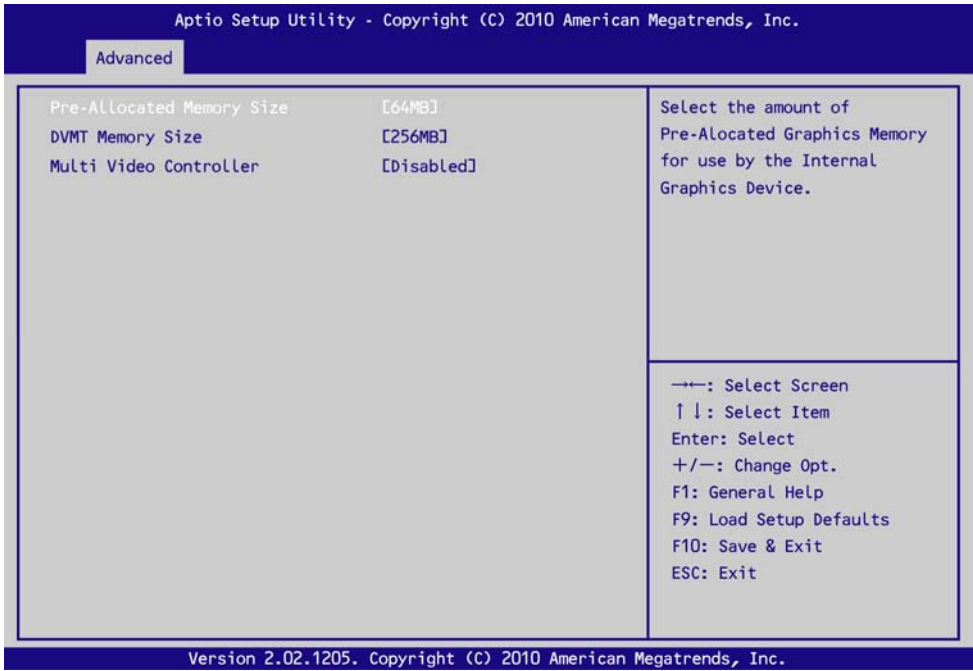 Aptio Setup Utility - Copyright (C) 2010 American Megatrends, Inc.
Advanced
Pre-Allocated Memory Size [64MB]
DVMT Memory Size [256MB]
Multi Video Controller [Disabled]
Select the amount of
Pre-Alocated Graphics Memory
for use by the Internal
Graphics Device.
→←: Select Screen
↑↓: Select Item
Enter: Select
+/−: Change Opt.
F1: General Help
F9: Load Setup Defaults
F10: Save & Exit
ESC: Exit
Version 2.02.1205. Copyright (C) 2010 American Megatrends, Inc.